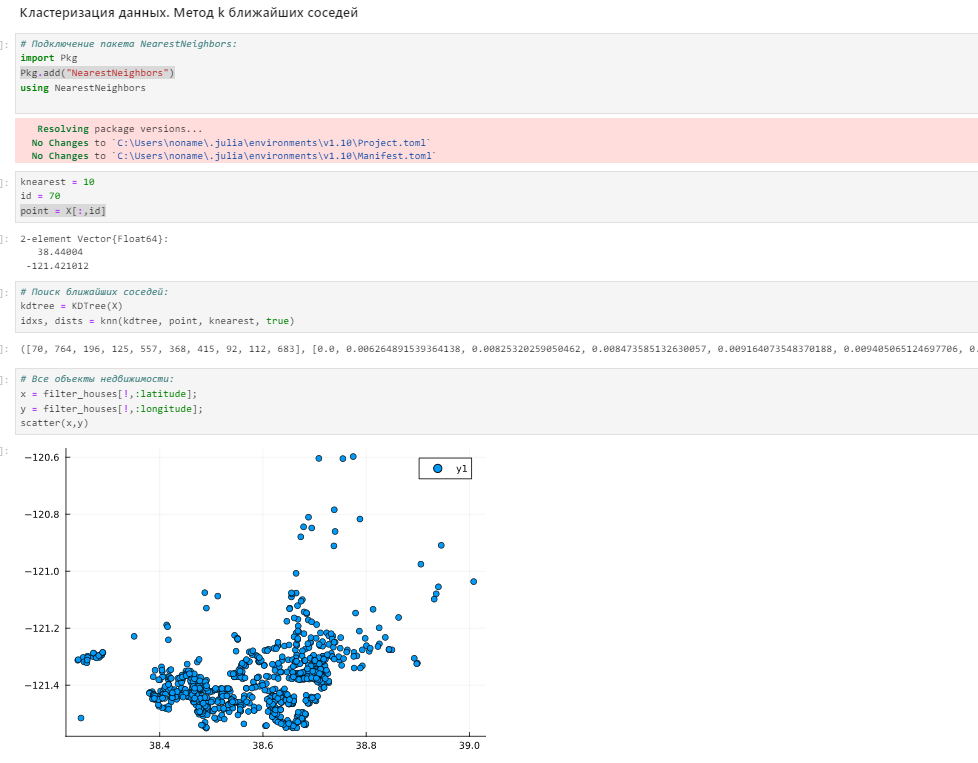 Кластеризация данных. Метод k ближайших соседей
]:
# Подключение пакета NearestNeighbors:
import Pkg
Pkg.add("NearestNeighbors")
using NearestNeighbors
Resolving package versions...
No Changes to `C:\Users\noname\.julia\environments\v1.10\Project.toml`
No Changes to `C:\Users\noname\.julia\environments\v1.10\Manifest.toml`
]:
knearest = 10
id = 70
point = X[:,id]
]:
2-element Vector{Float64}:
38.44004
-121.421012
]:
# Поиск ближайших соседей:
kdtree = KDTree(X)
idxs, dists = knn(kdtree, point, knearest, true)
]:
([70, 764, 196, 125, 557, 368, 415, 92, 112, 683], [0.0, 0.006264891539364138, 0.00825320259050462, 0.008473585132630057, 0.009164073548370188, 0.009405065124697706, 0.
]:
# Все объекты недвижимости:
x = filter_houses[!,:latitude];
y = filter_houses[!,:longitude];
scatter(x,y)
]:
−120.6
y1
−120.8
−121.0
−121.2
−121.4
38.4 38.6 38.8 39.0